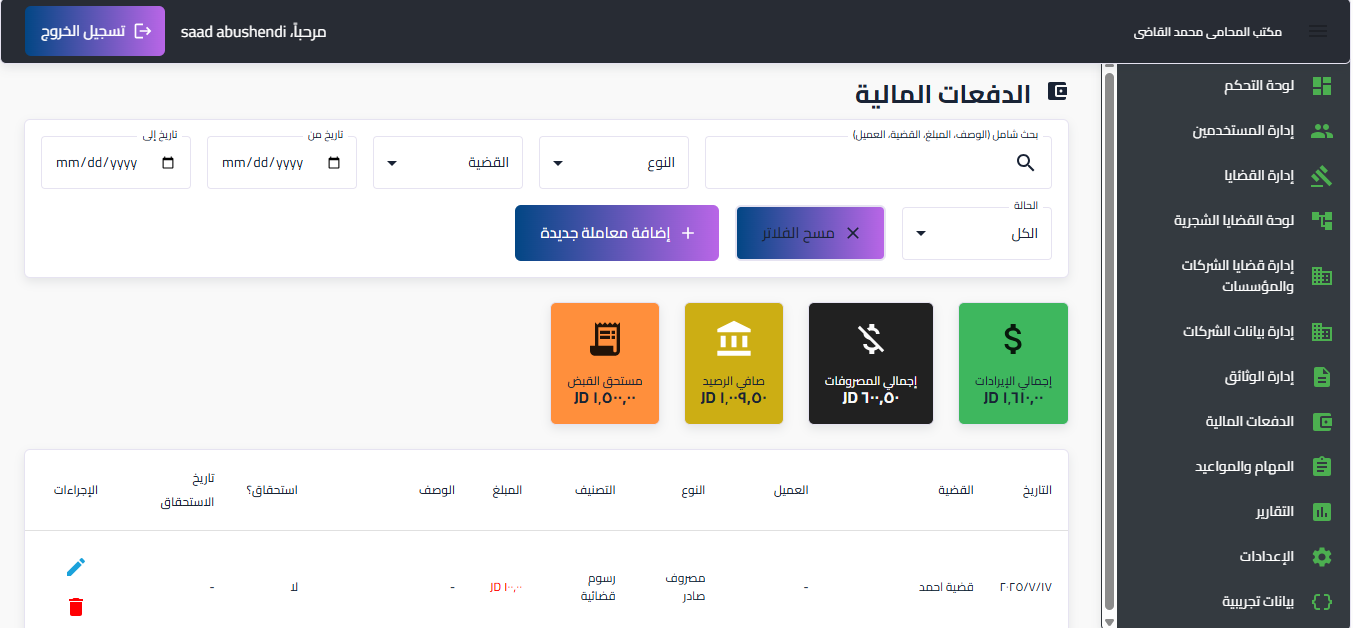 مكتب المحامي محمد القاضي
مرحباً، saad abushendi
تسجيل الخروج
لوحة التحكم
إدارة المستخدمين
إدارة القضايا
لوحة القضايا الشجرية
إدارة قضايا الشركات
والمؤسسات
إدارة بيانات الشركات
إدارة الوثائق
الدفعات المالية
المهام والمواعيد
التقارير
الإعدادات
بيانات تجريبية
الدفعات المالية
بحث شامل (الوصف، المبلغ، القضية، العميل)
النوع
القضية
تاريخ من
mm/dd/yyyy
تاريخ إلى
mm/dd/yyyy
الحالة
الكل
مسح الفلاتر
إضافة معاملة جديدة
إجمالي الإيرادات
١,٦١٠,٠٠ JD
إجمالي المصروفات
٦٠٠,٥٠ JD
صافي الرصيد
١,٠٠٩,٥٠ JD
مستحق القبض
١,٥٠٠,٠٠ JD
التاريخ القضية العميل النوع التصنيف المبلغ الوصف استحقاق؟ تاريخ الاستحقاق الإجراءات
٢٠٢٥/٧/١٧ قضية احمد - مصروف صادر رسوم قضائية ١٠٠,٠٠ JD - لا -